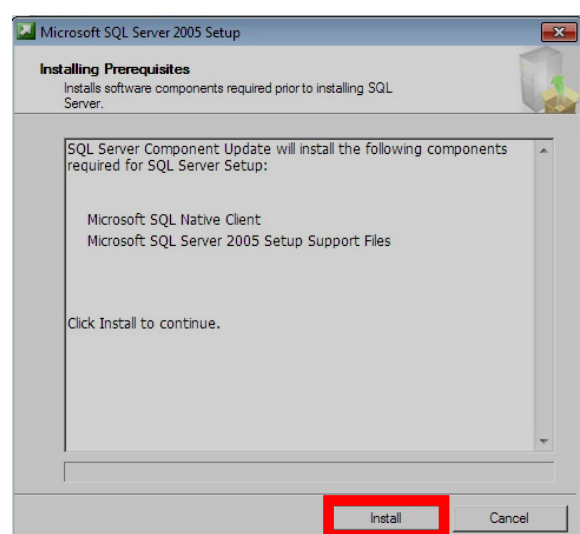 Microsoft SQL Server 2005 Setup
Installing Prerequisites
Installs software components required prior to installing SQL
Server.
SQL Server Component Update will install the following components
required for SQL Server Setup:
Microsoft SQL Native Client
Microsoft SQL Server 2005 Setup Support Files
Click Install to continue.
Install
Cancel